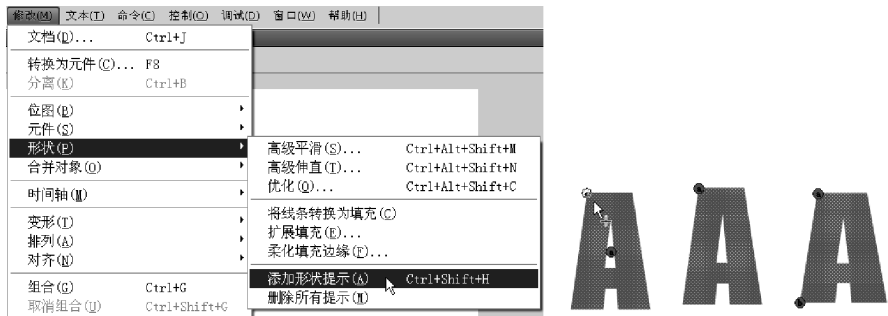 修改(M) 文本(T) 命令(C) 控制(O) 调试(D) 窗口(W) 帮助(H)
文档(D)... Ctrl+J
转换为元件(C)... F8
分离(K) Ctrl+B
位图(B)
元件(S)
形状(P)
合并对象(O)
时间轴(M)
变形(T)
排列(A)
对齐(N)
组合(G) Ctrl+G
取消组合(U) Ctrl+Shift+G
高级平滑(S)... Ctrl+Alt+Shift+M
高级伸直(T)... Ctrl+Alt+Shift+N
优化(O)... Ctrl+Alt+Shift+C
将线条转换为填充(C)
扩展填充(E)...
柔化填充边缘(F)...
添加形状提示(A) Ctrl+Shift+H
删除所有提示(M)
A A A